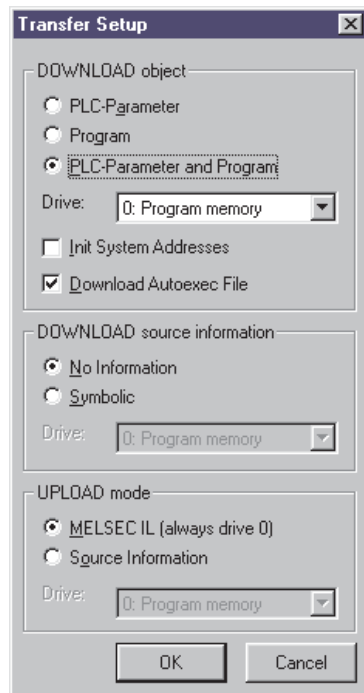 Transfer Setup
DOWNLOAD object
PLC-Parameter
Program
PLC-Parameter and Program
Drive: 0: Program memory
Init System Addresses
Download Autoexec File
DOWNLOAD source information
No Information
Symbolic
Drive: 0: Program memory
UPLOAD mode
MELSEC IL (always drive 0)
Source Information
Drive: 0: Program memory
OK Cancel